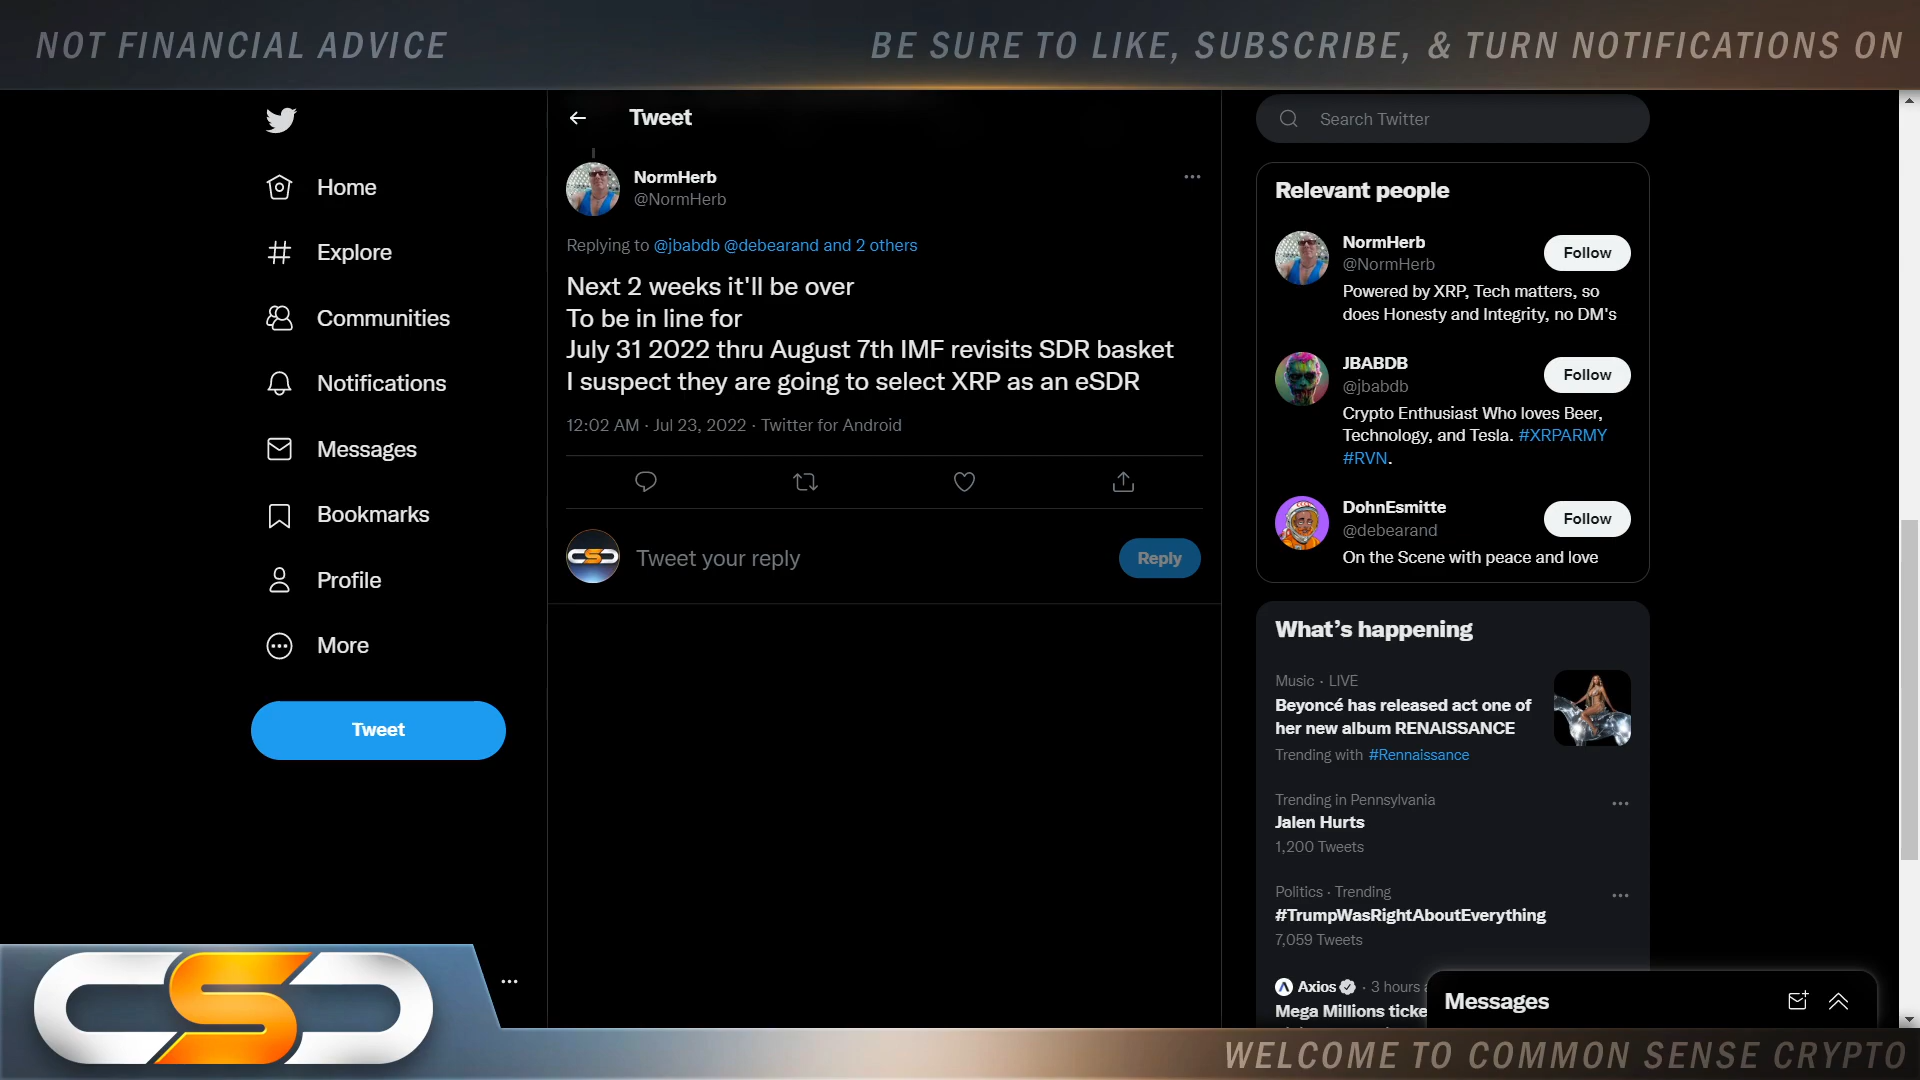 NOT FINANCIAL ADVICE
BE SURE TO LIKE, SUBSCRIBE, & TURN NOTIFICATIONS ON
Home
Explore
Communities
Notifications
Messages
Bookmarks
Profile
More
Tweet
Tweet
NormHerb
@NormHerb
Replying to @jbabdb @debearand and 2 others
Next 2 weeks it'll be over
To be in line for
July 31 2022 thru August 7th IMF revisits SDR basket
I suspect they are going to select XRP as an eSDR
12:02 AM · Jul 23, 2022 · Twitter for Android
Tweet your reply
Reply
Search Twitter
Relevant people
NormHerb
@NormHerb
Follow
Powered by XRP, Tech matters, so
does Honesty and Integrity, no DM's
JBABDB
@jbabdb
Follow
Crypto Enthusiast Who loves Beer,
Technology, and Tesla. #XRPARMY
#RVN.
DohnEsmitte
@debearand
Follow
On the Scene with peace and love
What's happening
Music · LIVE
Beyoncé has released act one of
her new album RENAISSANCE
Trending with #Rennaissance
Trending in Pennsylvania
Jalen Hurts
1,200 Tweets
Politics · Trending
#TrumpWasRightAboutEverything
7,059 Tweets
Axios · 3 hours
Mega Millions ticke
Messages
CSC
WELCOME TO COMMON SENSE CRYPTO